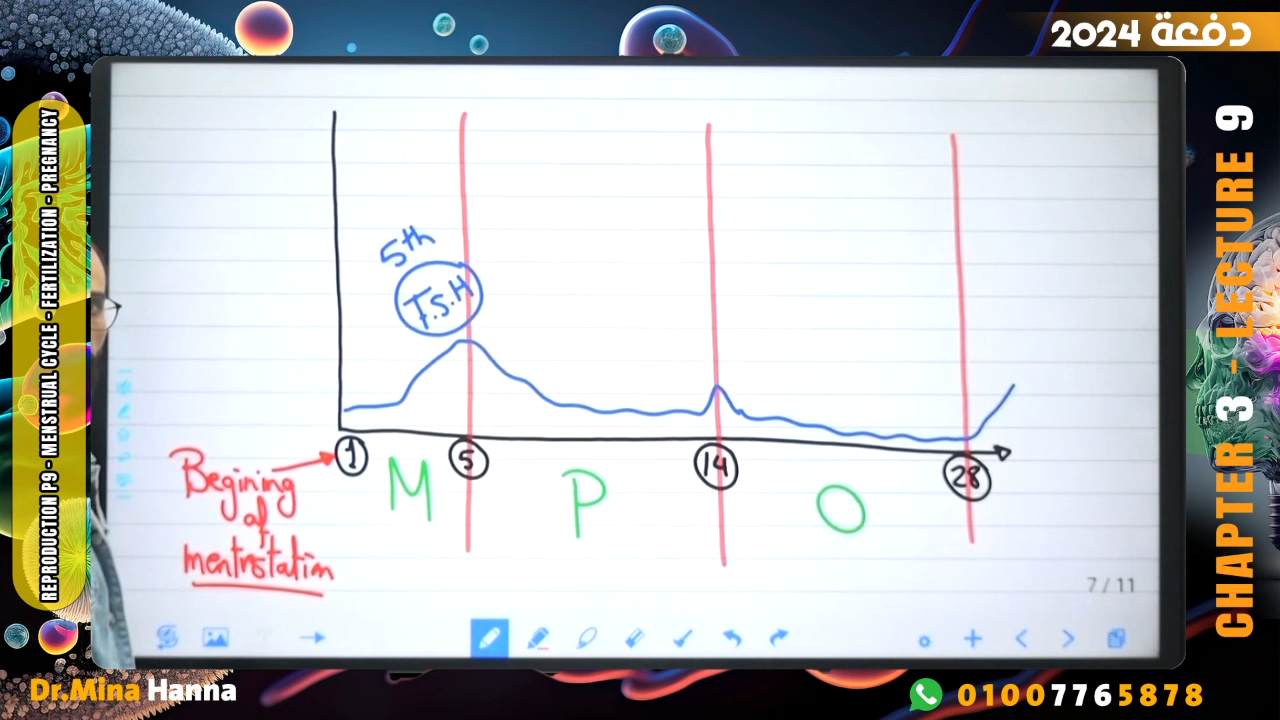 دفعة 2024
REPRODUCTION P9 - MENSTRUAL CYCLE - FERTILIZATION - PREGNANCY
CHAPTER 3 - LECTURE 9
5th
F.S.H
1
5
14
28
Begining
of
mentrstation
M
P
O
7 / 11
Dr.Mina Hanna
01007765878